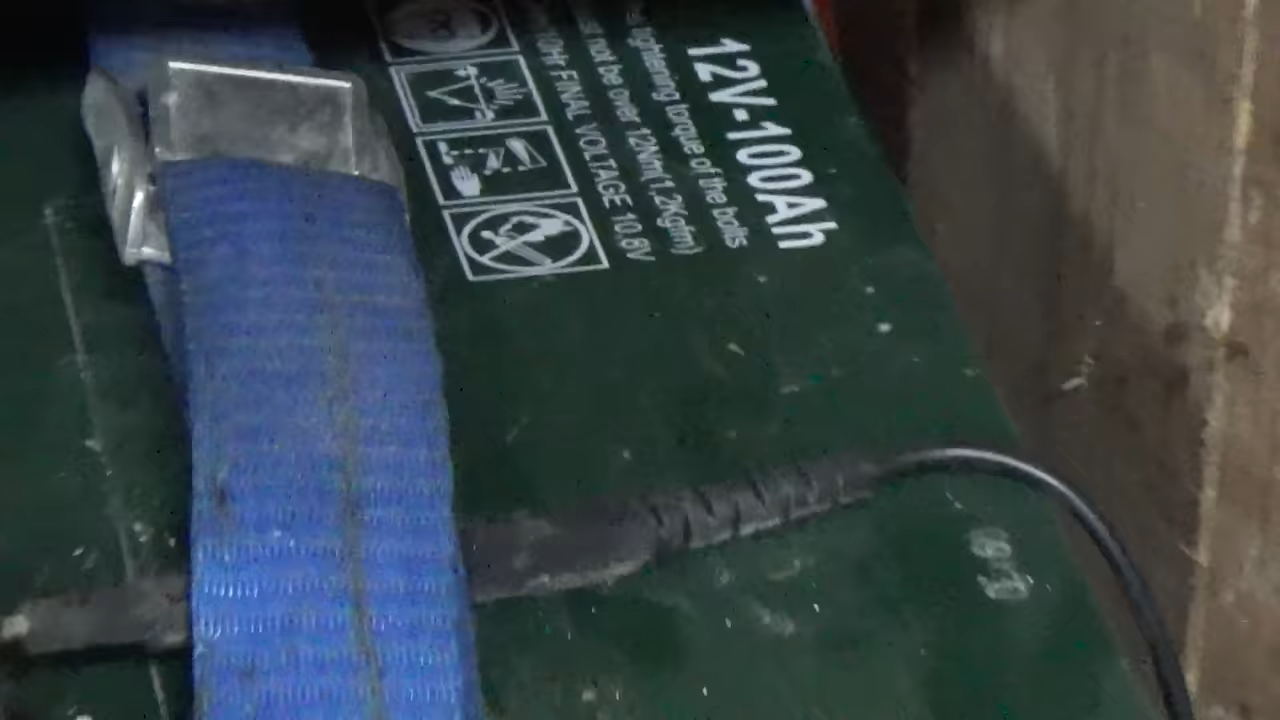 12V-100Ah
tightening torque of the bolts
not be over 12Nm(1,2Kgfm)
10Hr FINAL VOLTAGE 10.8V